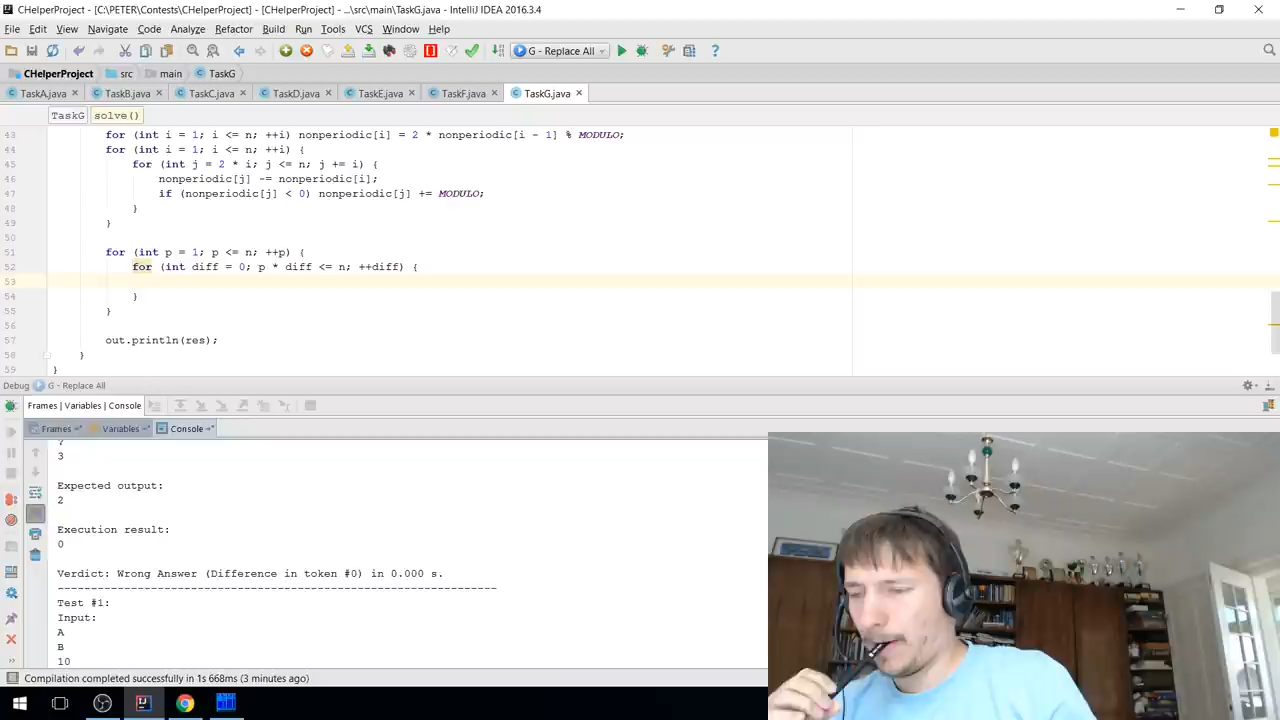 CHelperProject - [C:\PETER\Contests\CHelperProject] - [CHelperProject] - ...\src\main\TaskG.java - IntelliJ IDEA 2016.3.4
File Edit View Navigate Code Analyze Refactor Build Run Tools VCS Window Help
G - Replace All
CHelperProject src main TaskG
TaskA.java TaskB.java TaskC.java TaskD.java TaskE.java TaskF.java TaskG.java
TaskG solve()
43 for (int i = 1; i <= n; ++i) nonperiodic[i] = 2 * nonperiodic[i - 1] % MODULO;
44 for (int i = 1; i <= n; ++i) {
45 for (int j = 2 * i; j <= n; j += i) {
46 nonperiodic[j] -= nonperiodic[i];
47 if (nonperiodic[j] < 0) nonperiodic[j] += MODULO;
48 }
49 }
50
51 for (int p = 1; p <= n; ++p) {
52 for (int diff = 0; p * diff <= n; ++diff) {
53
54 }
55 }
56
57 out.println(res);
58 }
59 }
Debug G - Replace All
Frames | Variables | Console
Frames Variables Console
?
3
Expected output:
2
Execution result:
0
Verdict: Wrong Answer (Difference in token #0) in 0.000 s.
------------------------------------------------------------------
Test #1:
Input:
A
B
10
Compilation completed successfully in 1s 668ms (3 minutes ago)